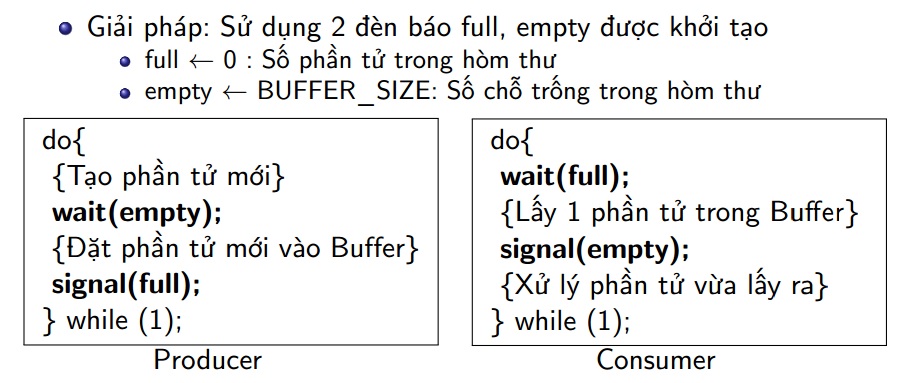 Giải pháp: Sử dụng 2 đèn báo full, empty được khởi tạo
full ← 0 : Số phần tử trong hòm thư
empty ← BUFFER_SIZE: Số chỗ trống trong hòm thư
do{
{Tạo phần tử mới}
wait(empty);
{Đặt phần tử mới vào Buffer}
signal(full);
} while (1);
Producer
do{
wait(full);
{Lấy 1 phần tử trong Buffer}
signal(empty);
{Xử lý phần tử vừa lấy ra}
} while (1);
Consumer